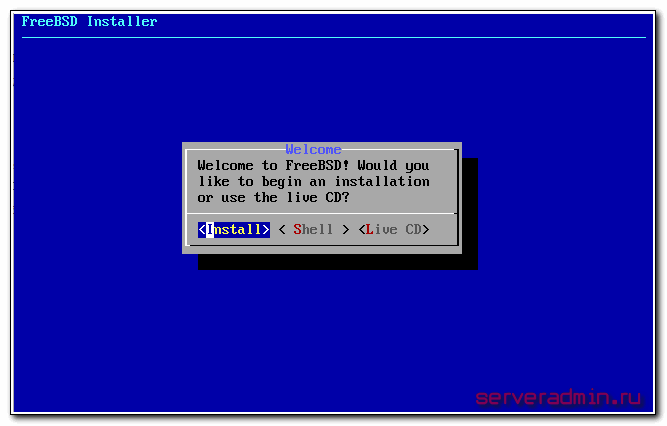 FreeBSD Installer
Welcome
Welcome to FreeBSD! Would you
like to begin an installation
or use the live CD?
<Install> < Shell > <Live CD>
serveradmin.ru